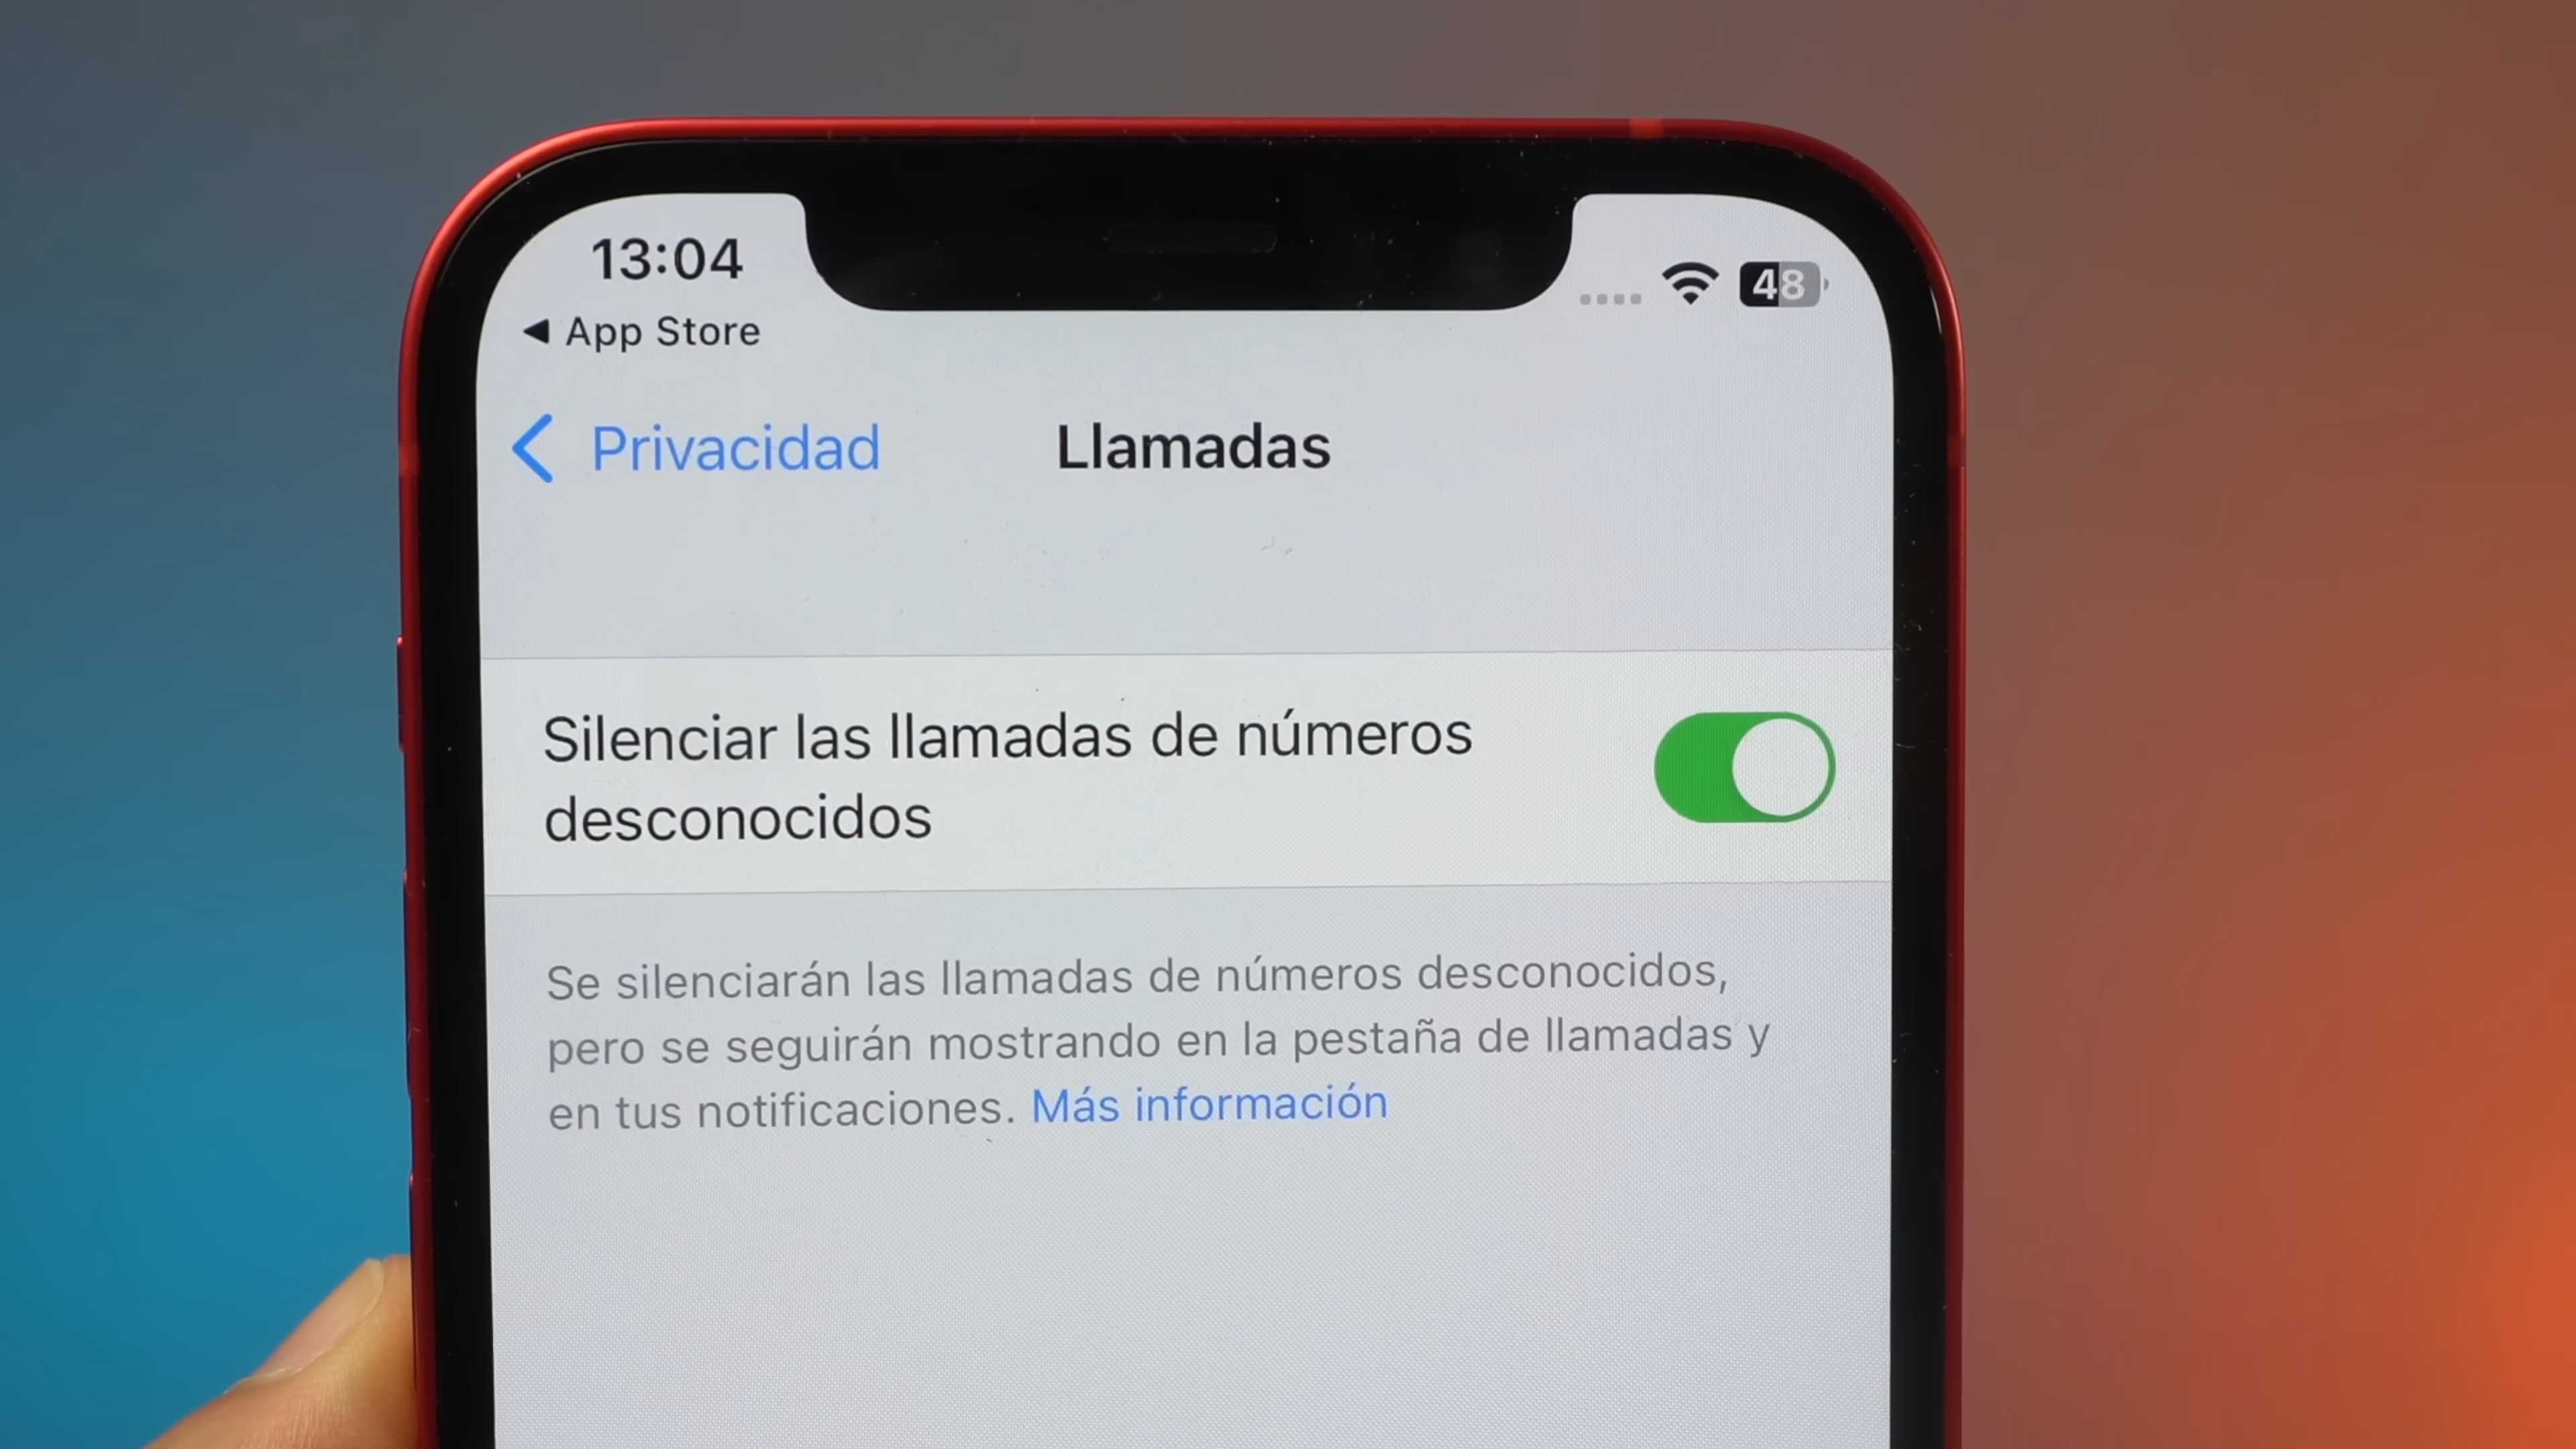 13:04
48
◀ App Store
Privacidad
Llamadas
Silenciar las llamadas de números
desconocidos
Se silenciarán las llamadas de números desconocidos,
pero se seguirán mostrando en la pestaña de llamadas y
en tus notificaciones. Más información